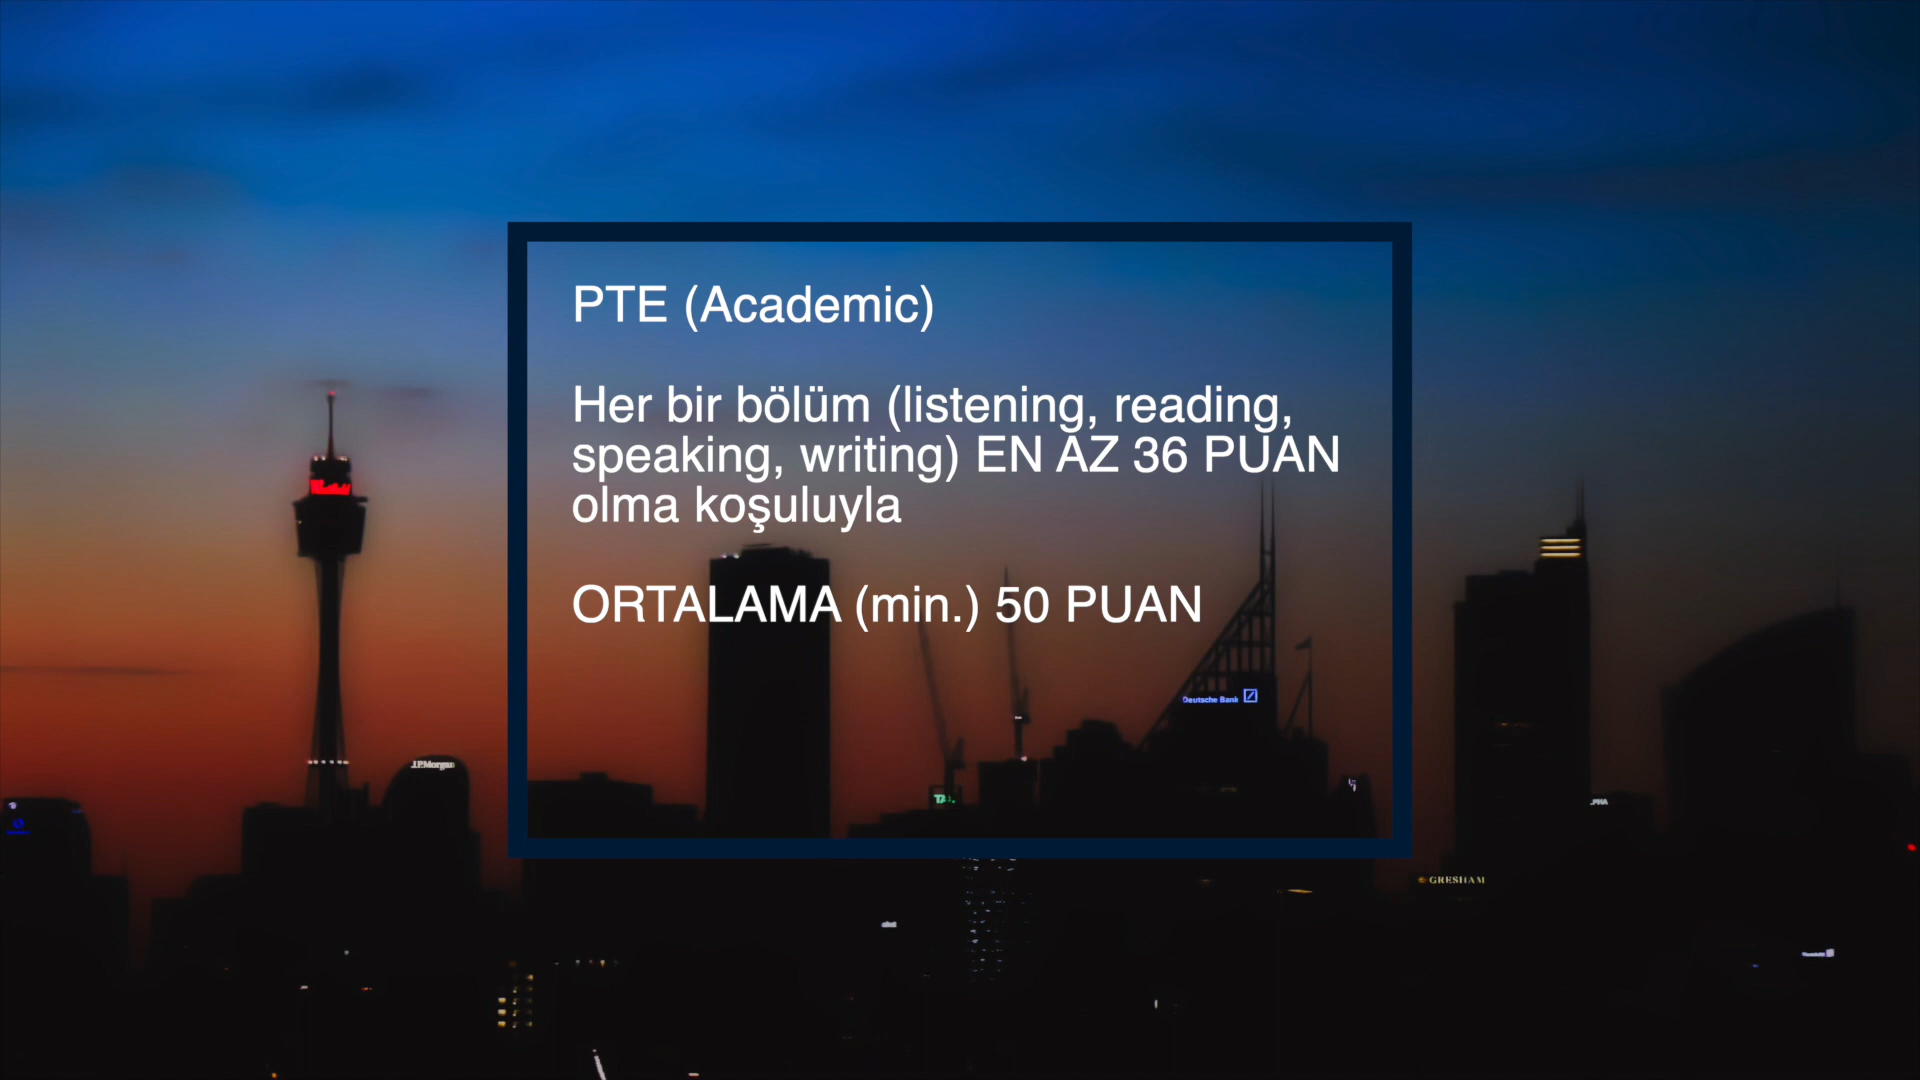 PTE (Academic)
Her bir bölüm (listening, reading,
speaking, writing) EN AZ 36 PUAN
olma koşuluyla
ORTALAMA (min.) 50 PUAN
Deutsche Bank
J.P.Morgan
GRESHAM